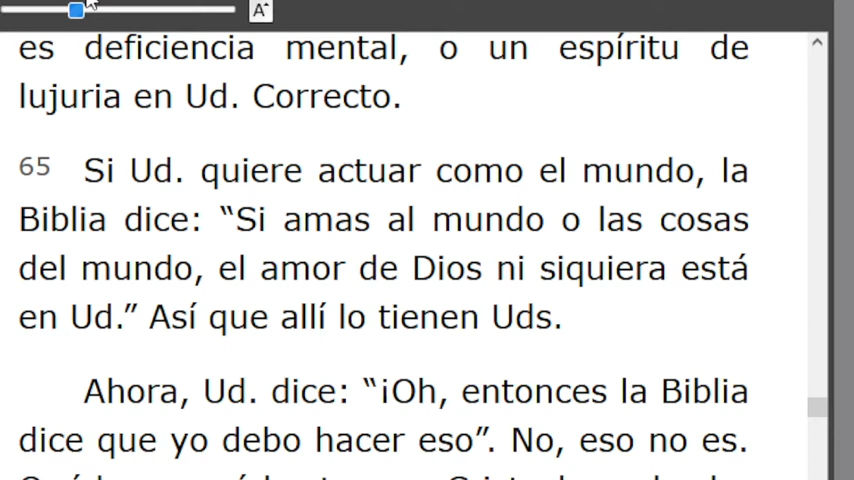 A
es deficiencia mental, o un espíritu de
lujuria en Ud. Correcto.
65 Si Ud. quiere actuar como el mundo, la
Biblia dice: “Si amas al mundo o las cosas
del mundo, el amor de Dios ni siquiera está
en Ud.” Así que allí lo tienen Uds.
Ahora, Ud. dice: “¡Oh, entonces la Biblia
dice que yo debo hacer eso”. No, eso no es.